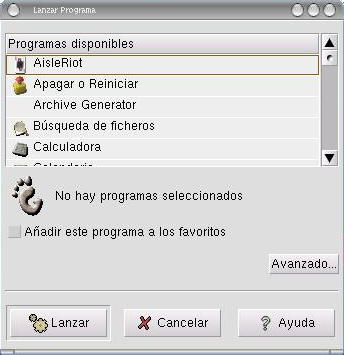 Lanzar Programa
Programas disponibles
AisleRiot
Apagar o Reiniciar
Archive Generator
Búsqueda de ficheros
Calculadora
Calendario
No hay programas seleccionados
Añadir este programa a los favoritos
Avanzado...
Lanzar
Cancelar
Ayuda